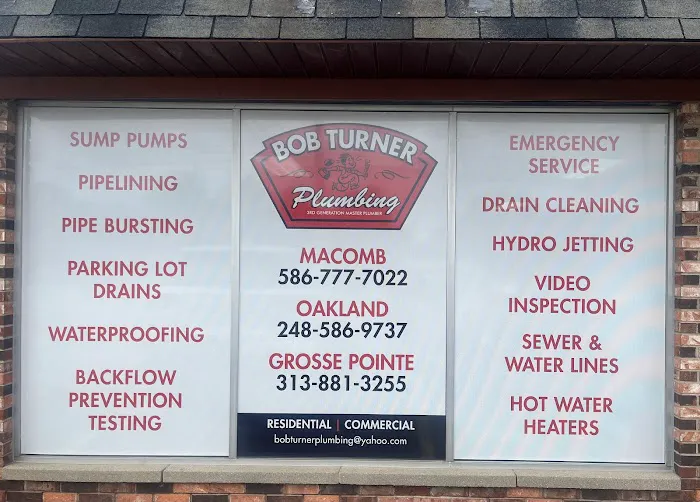 SUMP PUMPS
PIPELINING
PIPE BURSTING
PARKING LOT
DRAINS
WATERPROOFING
BACKFLOW
PREVENTION
TESTING
BOB TURNER
Plumbing
3RD GENERATION MASTER PLUMBER
MACOMB
586-777-7022
OAKLAND
248-586-9737
GROSSE POINTE
313-881-3255
RESIDENTIAL | COMMERCIAL
bobturnerplumbing@yahoo.com
EMERGENCY
SERVICE
DRAIN CLEANING
HYDRO JETTING
VIDEO
INSPECTION
SEWER &
WATER LINES
HOT WATER
HEATERS